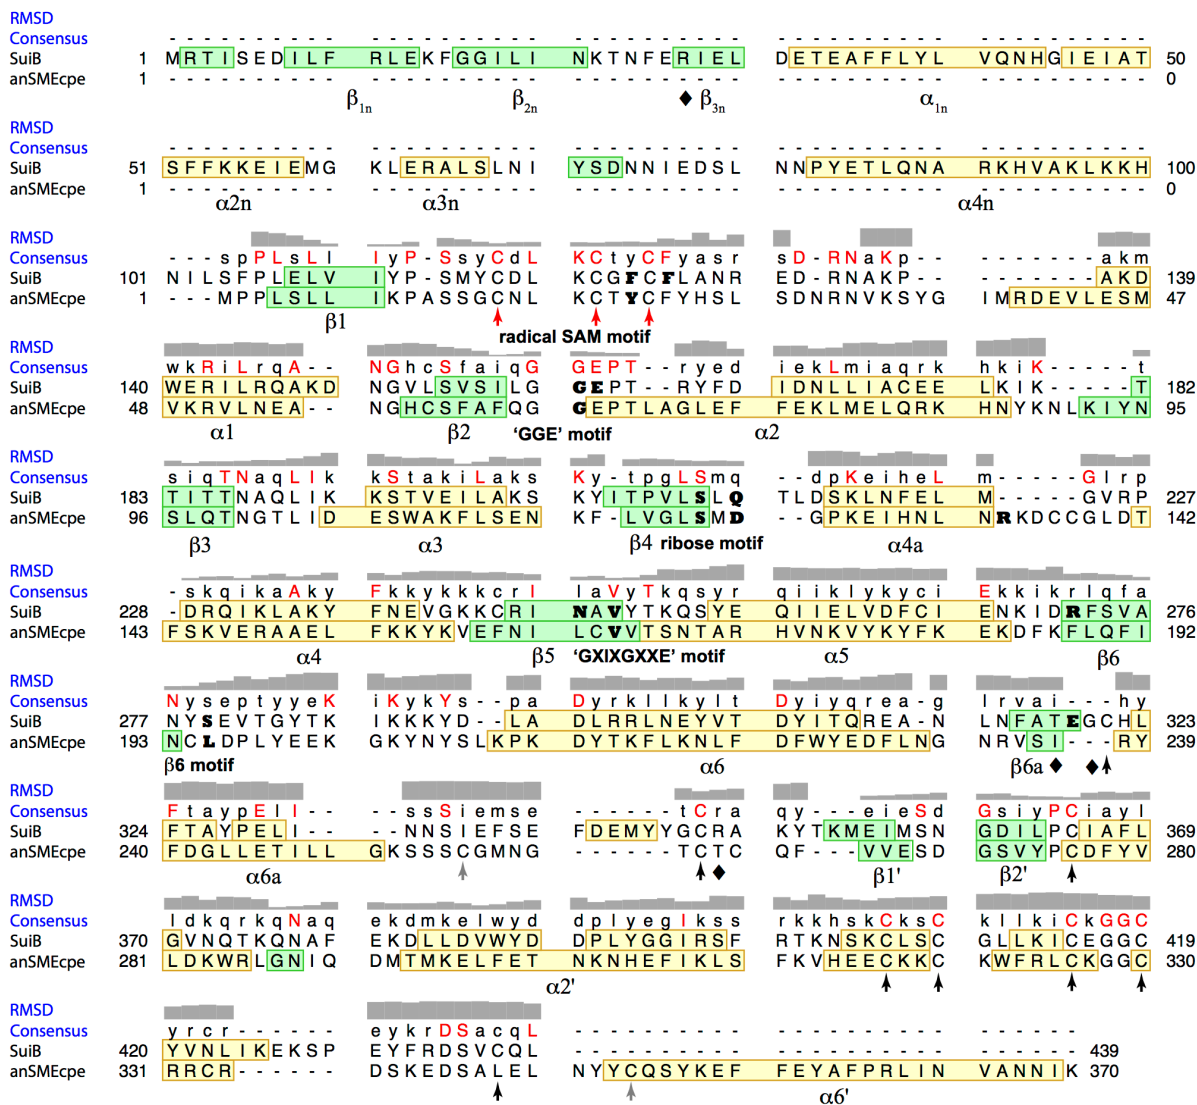 RMSD
Consensus ---------- ---------- ---------- ---------- ----------
SuiB 1 MRTISEDILF RLEKFGGILI NKTNFERIEL DETEAFFLYL VQNHGIEIAT 50
anSMEcpe 1 ---------- ---------- ---------- ---------- ---------- 0
β1n β2n β3n α1n
RMSD
Consensus ---------- ---------- ---------- ---------- ----------
SuiB 51 SFFKKEIEMG KLERALSLNI YSDNNIEDSL NNPYETLQNA RKHVAKLKKH 100
anSMEcpe 1 ---------- ---------- ---------- ---------- ---------- 0
α2n α3n α4n
RMSD
Consensus ---spPLsLl IyP-SsyCdL KCtyCFyasr sD-RNaKp-- -------akm
SuiB 101 NILSFPLELV IYP-SMYCDL KCGFCFLANR ED-RNAKP-- -------AKD 139
anSMEcpe 1 ---MPPLSLL IKPASSGCNL KCTYCFYHSL SDNRNVKSYG IMRDEVLESM 47
β1 radical SAM motif
RMSD
Consensus wkRiLrqA-- NGhcSfaiqG GEPT--ryed iekLmiaqrk hkiK-----t
SuiB 140 WERILRQAKD NGVLSVSILG GEPT--RYFD IDNLLIACEE LKIK-----T 182
anSMEcpe 48 VKRVLNEA-- NGHCSFAFQG GEPTLAGLEF FEKLMELQRK HNYKNLKIYN 95
α1 β2 ‘GGE’ motif α2
RMSD
Consensus siqTNaqLIk kStakiLaks Ky-tpgLSmq --dpKeiheL m-----Glrp
SuiB 183 TITTNAQLIK KSTVEILAKS KYITPVLSLQ TLDSKLNFEL M-----GVRP 227
anSMEcpe 96 SLQTNGTLID ESWAKFLSEN KF-LVGLSMD --GPKEIHNL NRKDCCGLDT 142
β3 α3 β4 ribose motif α4a
RMSD
Consensus -skqikaAky FkkykkkcrI laVyTkqsyr qiiklykyci Ekkikrlqfa
SuiB 228 -DRQIKLAKY FNEVGKKCRI NAVYTKQSYE QIIELVDFCI ENKIDRFSVA 276
anSMEcpe 143 FSKVERAAEL FKKYKVEFNI LCVVTSNTAR HVNKVYKYFK EKDFKFLQFI 192
α4 β5 ‘GXIXGXXE’ motif α5 β6
RMSD
Consensus NyseptyyeK iKykYs--pa Dyrkllkylt Dyiyqrea-g lrrai---hy
SuiB 277 NYSEVTGYTK IKKKYD--LA DLRRLNEYVT DYITQREA-N LNFATEGCHL 323
anSMEcpe 193 NCLDPLYEEK GKYNYSLKPK DYTKFLKNLF DFWYEDFLNG NRVSI---RY 239
β6 motif α6 β6a
RMSD
Consensus FtaypElI-- --ssSiemse ------tCra qy---eieSd GsiyPCiayl
SuiB 324 FTAYPELI-- --NNSIEFSE FDEMYYGCRA KYTKMEIMSN GDILPCIAFL 369
anSMEcpe 240 FDGLLETILL GKSSSCGMNG ------TCTC QF---VVESD GSVYPCDFYV 280
α6a β1' β2'
RMSD
Consensus ldkqrkqNaq ekdmkelwyd dplyegIkss rkkhskCksC kllkiCkGGC
SuiB 370 GVNQTKQNAF EKDLLDVWYD DPLYGGIRSF RTKNSKCLSC GLLKICEGGC 419
anSMEcpe 281 LDKWRLGNIQ DMTMKELFET NKNHEFIKLS FKVHEECKKC KWFRLCKGGC 330
α2'
RMSD
Consensus yrcr------ eykrDSacqL ---------- ---------- ------
SuiB 420 YVNLIKEKSP EYFRDSVCQL ---------- ---------- ------ 439
anSMEcpe 331 RRCR------ DSKEDSALEL NYYCQSYKEF FEYAFPRLIN VANNIK 370
α6'